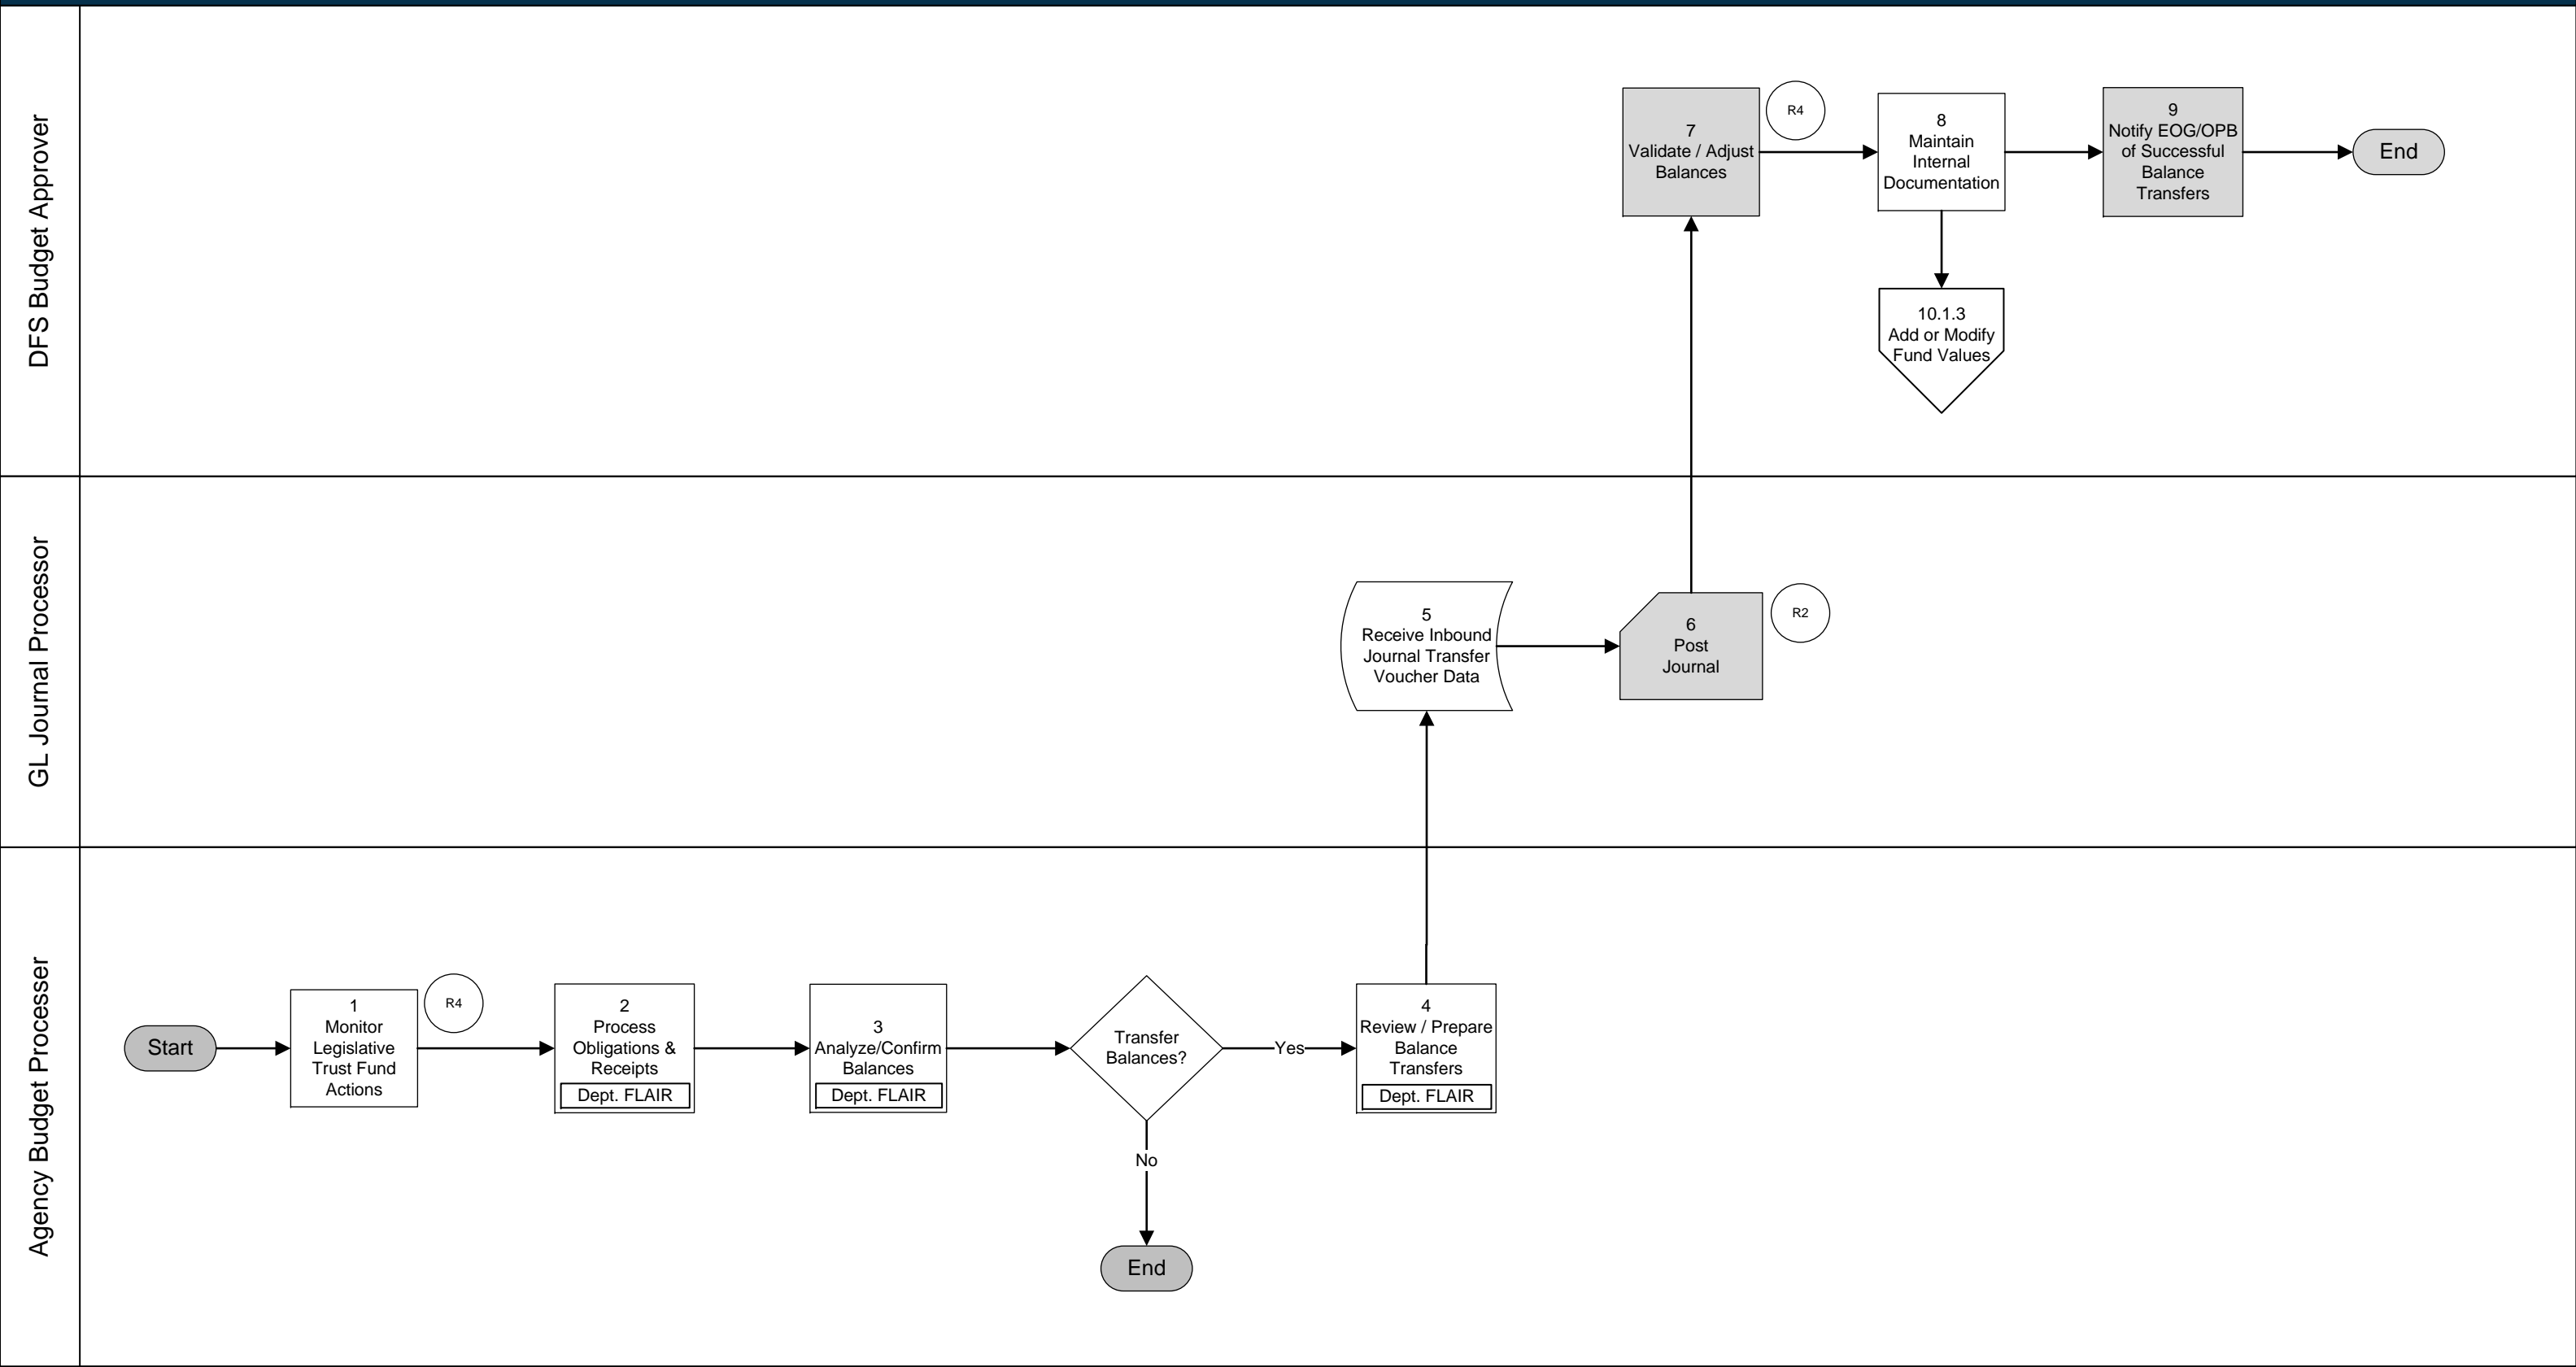 DFS Budget Approver
7
Validate / Adjust
Balances
R4
8
Maintain
Internal
Documentation
9
Notify EOG/OPB
of Successful
Balance
Transfers
End
10.1.3
Add or Modify
Fund Values
GL Journal Processor
5
Receive Inbound
Journal Transfer
Voucher Data
6
Post
Journal
R2
Agency Budget Processer
Start
1
Monitor
Legislative
Trust Fund
Actions
R4
2
Process
Obligations &
Receipts
Dept. FLAIR
3
Analyze/Confirm
Balances
Dept. FLAIR
Transfer
Balances?
Yes
4
Review / Prepare
Balance
Transfers
Dept. FLAIR
No
End